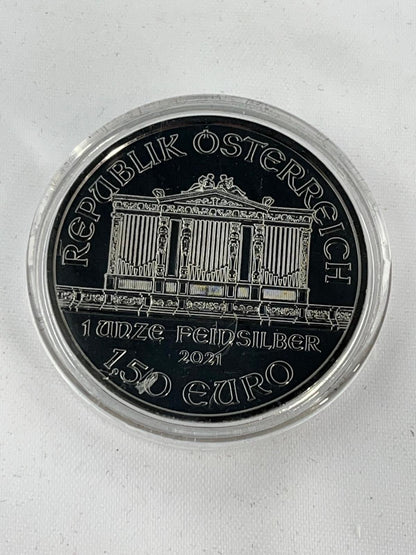 REPUBLIK ÖSTERREICH
1 UNZE FEINSILBER
2021
1,50 EURO